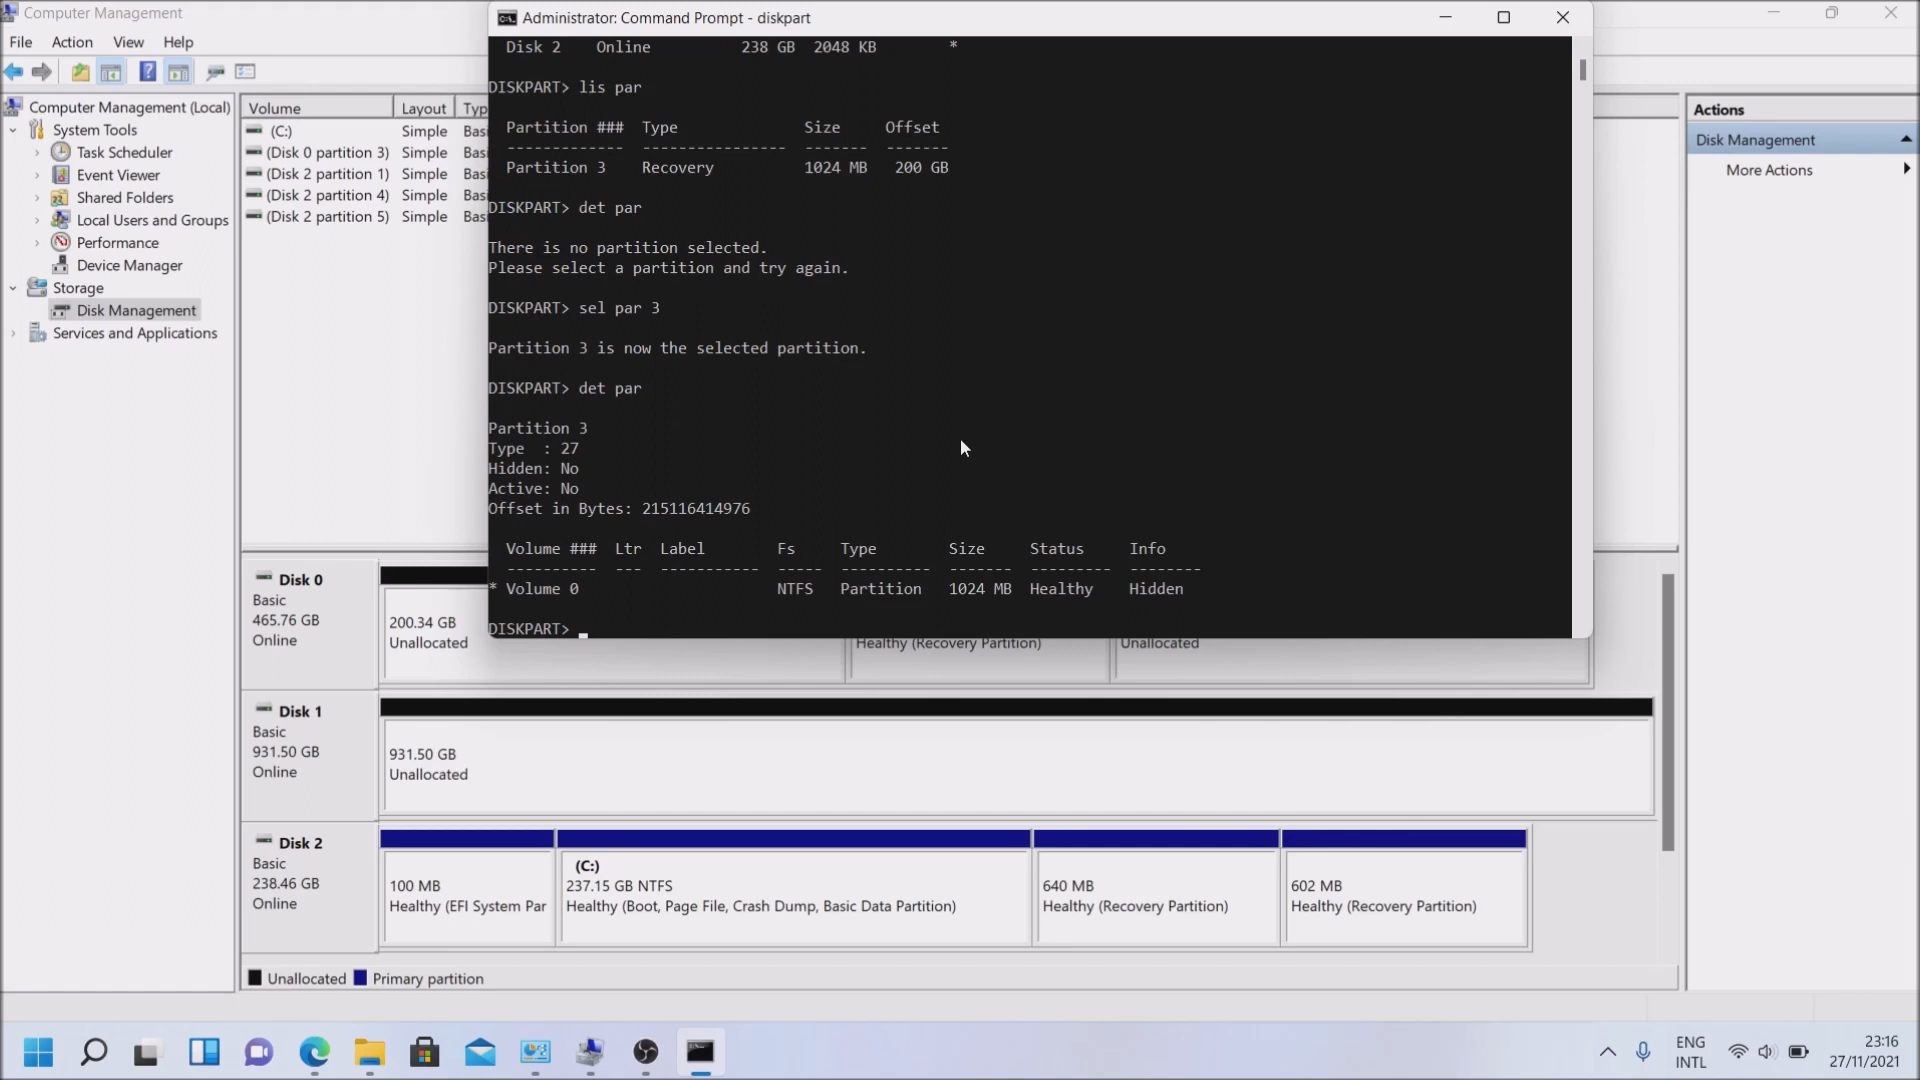 Computer Management
File Action View Help
Computer Management (Local)
System Tools
Task Scheduler
Event Viewer
Shared Folders
Local Users and Groups
Performance
Device Manager
Storage
Disk Management
Services and Applications
Volume Layout Typ
(C:) Simple Bas
(Disk 0 partition 3) Simple Bas
(Disk 2 partition 1) Simple Bas
(Disk 2 partition 4) Simple Bas
(Disk 2 partition 5) Simple Bas
Administrator: Command Prompt - diskpart
Disk 2 Online 238 GB 2048 KB *
DISKPART> lis par
Partition ### Type Size Offset
------------- ---------------- ------- -------
Partition 3 Recovery 1024 MB 200 GB
DISKPART> det par
There is no partition selected.
Please select a partition and try again.
DISKPART> sel par 3
Partition 3 is now the selected partition.
DISKPART> det par
Partition 3
Type : 27
Hidden: No
Active: No
Offset in Bytes: 215116414976
Volume ### Ltr Label Fs Type Size Status Info
---------- --- ----------- ----- ---------- ------- --------- --------
* Volume 0 NTFS Partition 1024 MB Healthy Hidden
DISKPART>
Actions
Disk Management
More Actions
Disk 0
Basic
465.76 GB
Online
200.34 GB
Unallocated
Healthy (Recovery Partition)
Unallocated
Disk 1
Basic
931.50 GB
Online
931.50 GB
Unallocated
Disk 2
Basic
238.46 GB
Online
100 MB
Healthy (EFI System Par
(C:)
237.15 GB NTFS
Healthy (Boot, Page File, Crash Dump, Basic Data Partition)
640 MB
Healthy (Recovery Partition)
602 MB
Healthy (Recovery Partition)
Unallocated Primary partition
ENG
INTL
23:16
27/11/2021